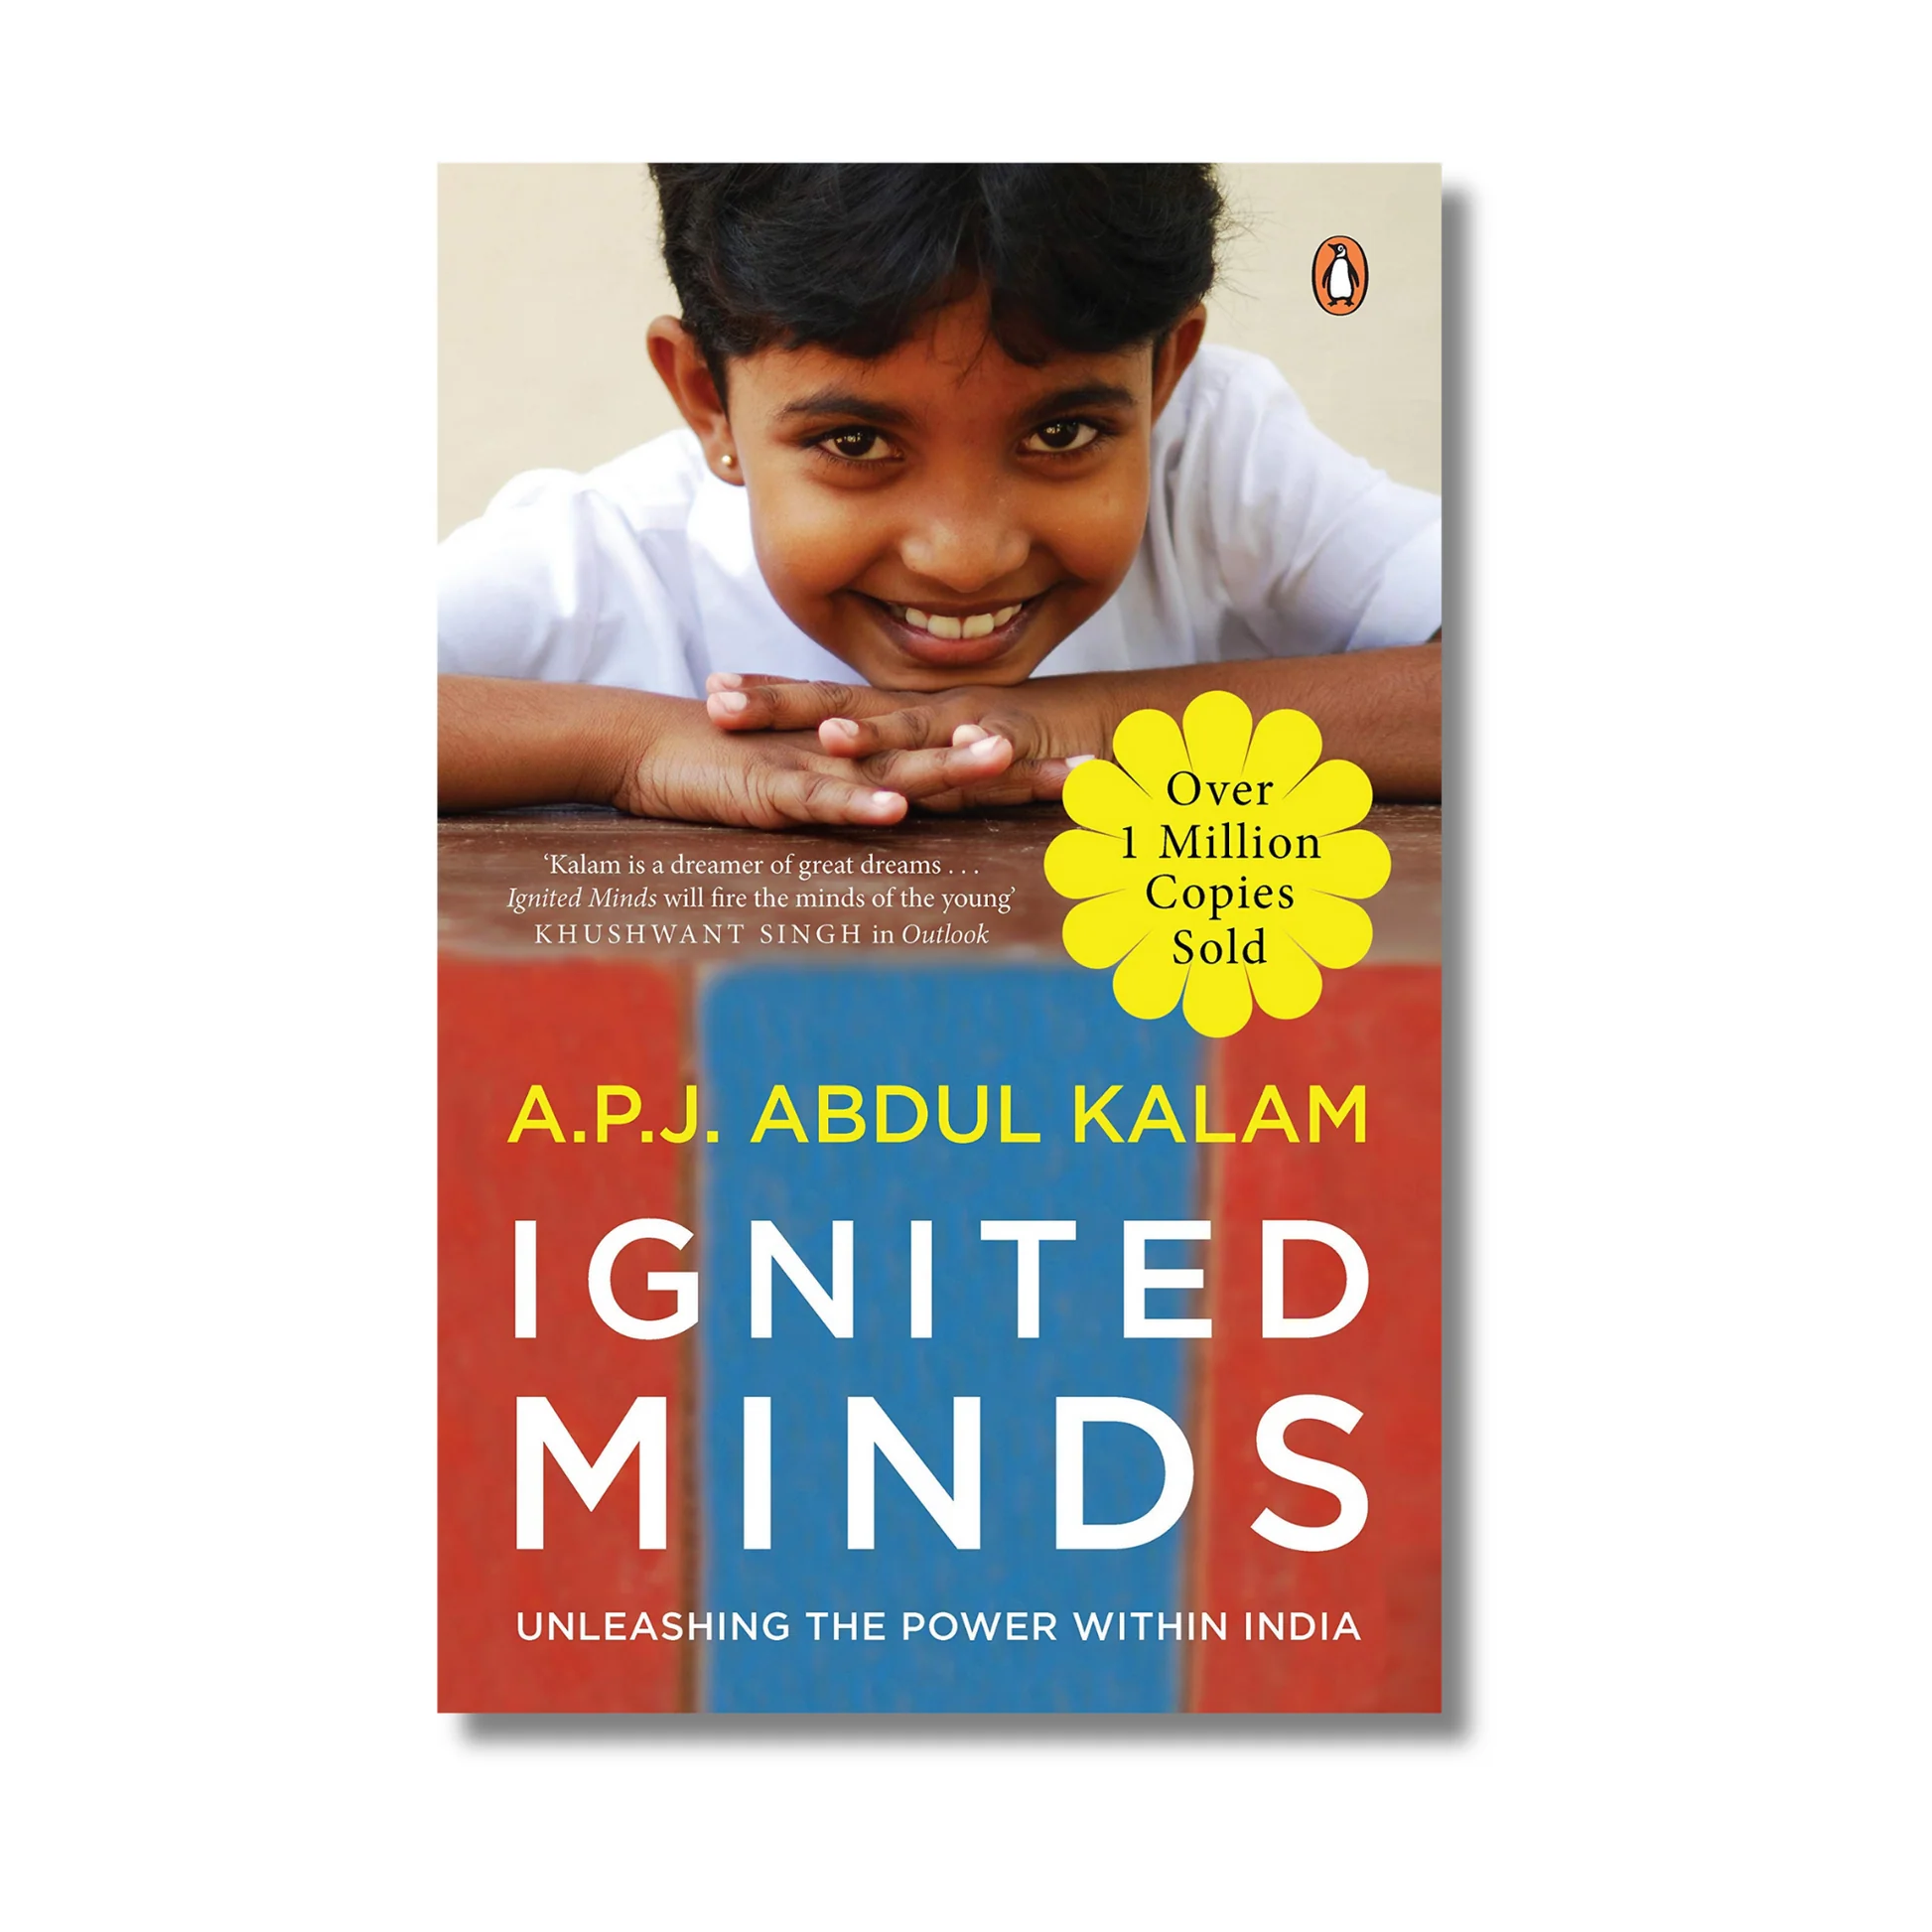 ‘Kalam is a dreamer of great dreams . . .
Ignited Minds will fire the minds of the young’
KHUSHWANT SINGH in Outlook
Over
1 Million
Copies
Sold
A.P.J. ABDUL KALAM
IGNITED
MINDS
UNLEASHING THE POWER WITHIN INDIA